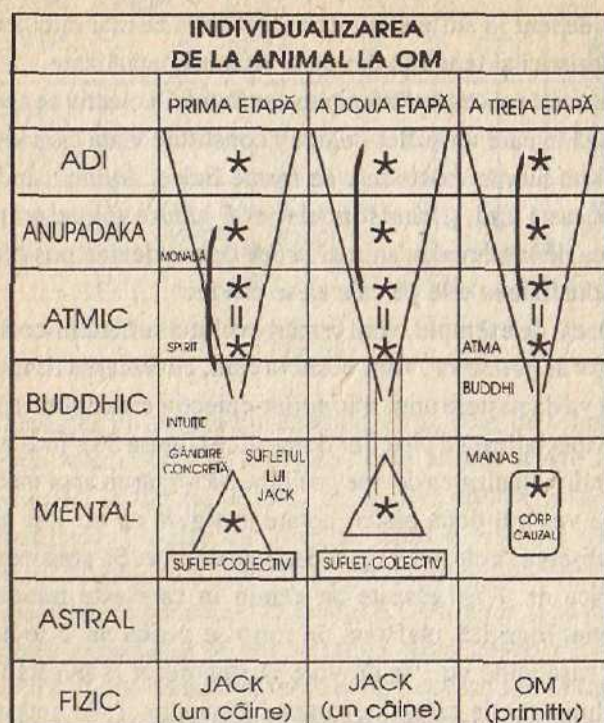 INDIVIDUALIZAREA
DE LA ANIMAL LA OM
PRIMA ETAPĂ
A DOUA ETAPĂ
A TREIA ETAPĂ
ADI
ANUPADAKA
MONADĂ
ATMIC
SPIRIT
ATMA
BUDDHIC
BUDDHI
INTUIȚIE
MENTAL
GÂNDIRE
CONCRETĂ
SUFLETUL
LUI
JACK
MANAS
CORP
CAUZAL
SUFLET-COLECTIV
SUFLET-COLECTIV
ASTRAL
FIZIC
JACK
(un câine)
JACK
(un câine)
OM
(primitiv)